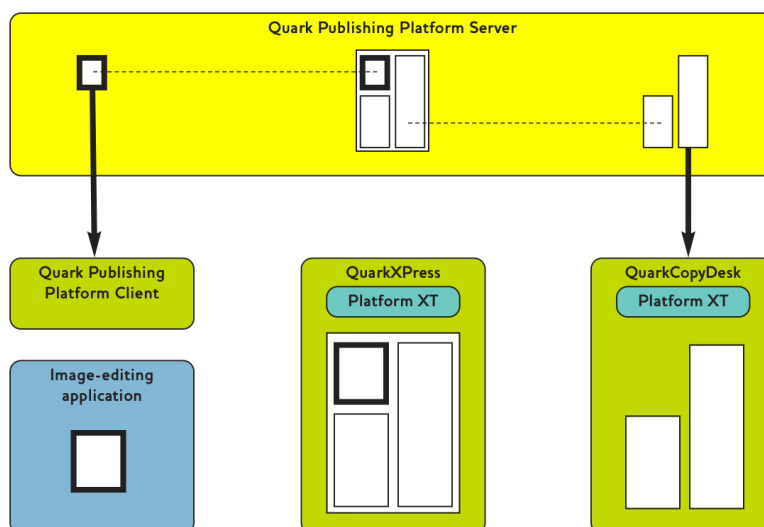 Quark Publishing Platform Server
Quark Publishing
Platform Client
QuarkXPress
Platform XT
QuarkCopyDesk
Platform XT
Image-editing
application